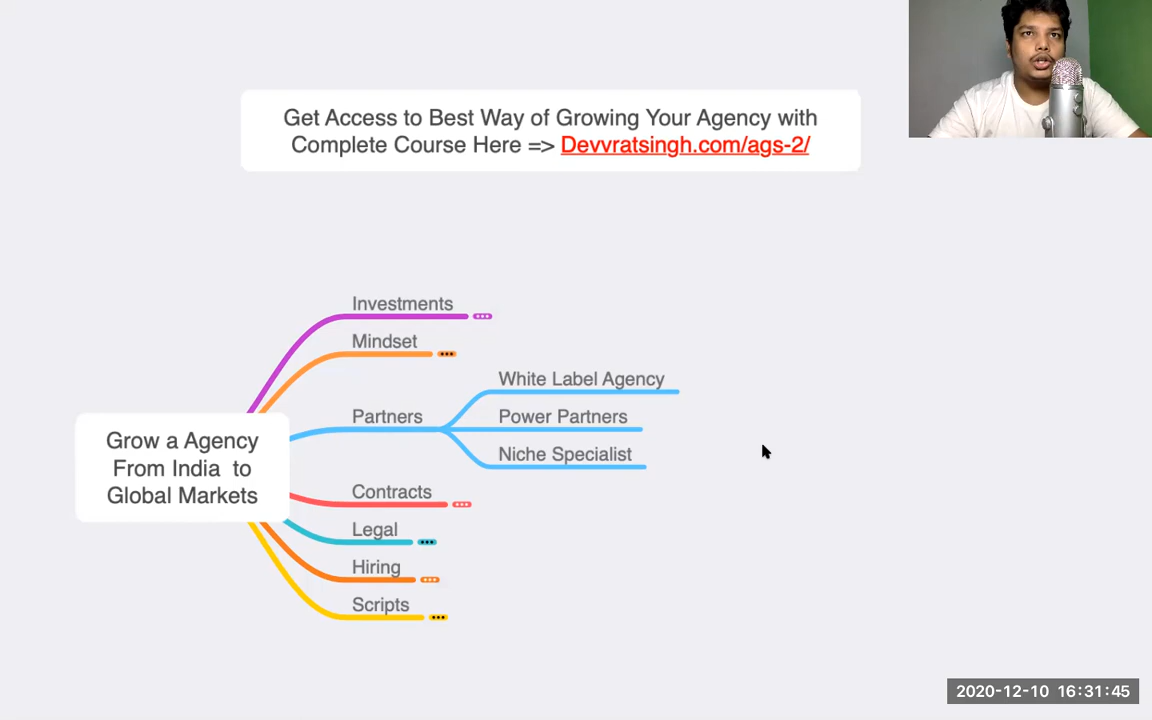 Get Access to Best Way of Growing Your Agency with
Complete Course Here => Devvratsingh.com/ags-2/
Investments
Mindset
White Label Agency
Partners
Power Partners
Niche Specialist
Grow a Agency
From India to
Global Markets
Contracts
Legal
Hiring
Scripts
2020-12-10 16:31:45